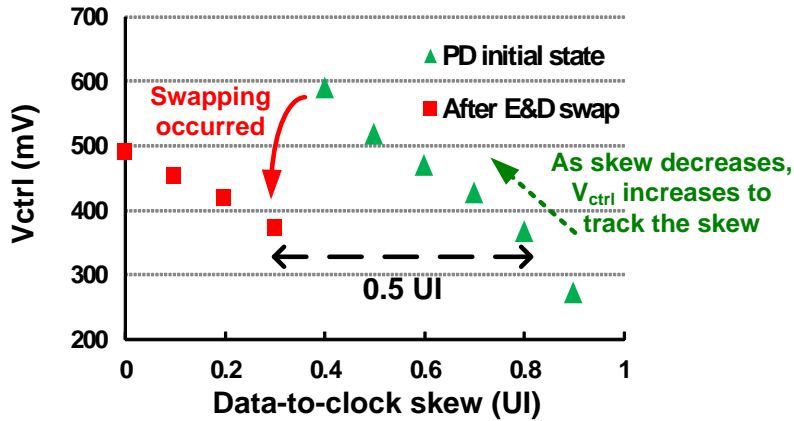 700
600
500
400
300
200
Vctrl (mV)
PD initial state
After E&D swap
Swapping
occurred
As skew decreases,
Vctrl increases to
track the skew
0.5 UI
0 0.2 0.4 0.6 0.8 1
Data-to-clock skew (UI)